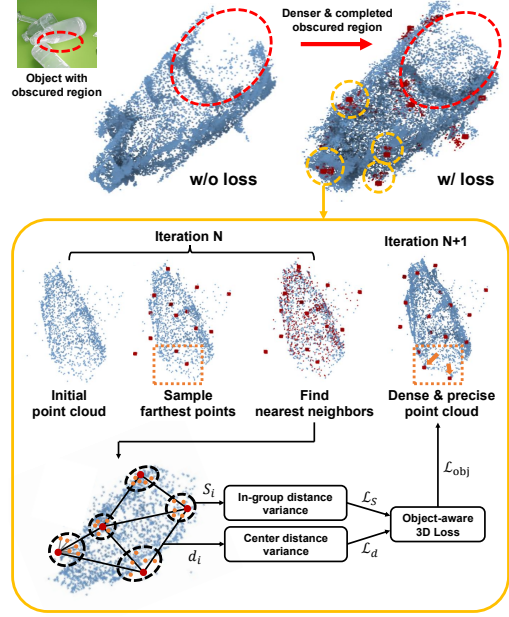 Denser & completed
obscured region
Object with
obscured region
w/o loss
w/ loss
Iteration N
Iteration N+1
Initial
point cloud
Sample
farthest points
Find
nearest neighbors
Dense & precise
point cloud
S_i
In-group distance
variance
ℒ_S
ℒ_obj
Object-aware
3D Loss
d_i
Center distance
variance
ℒ_d